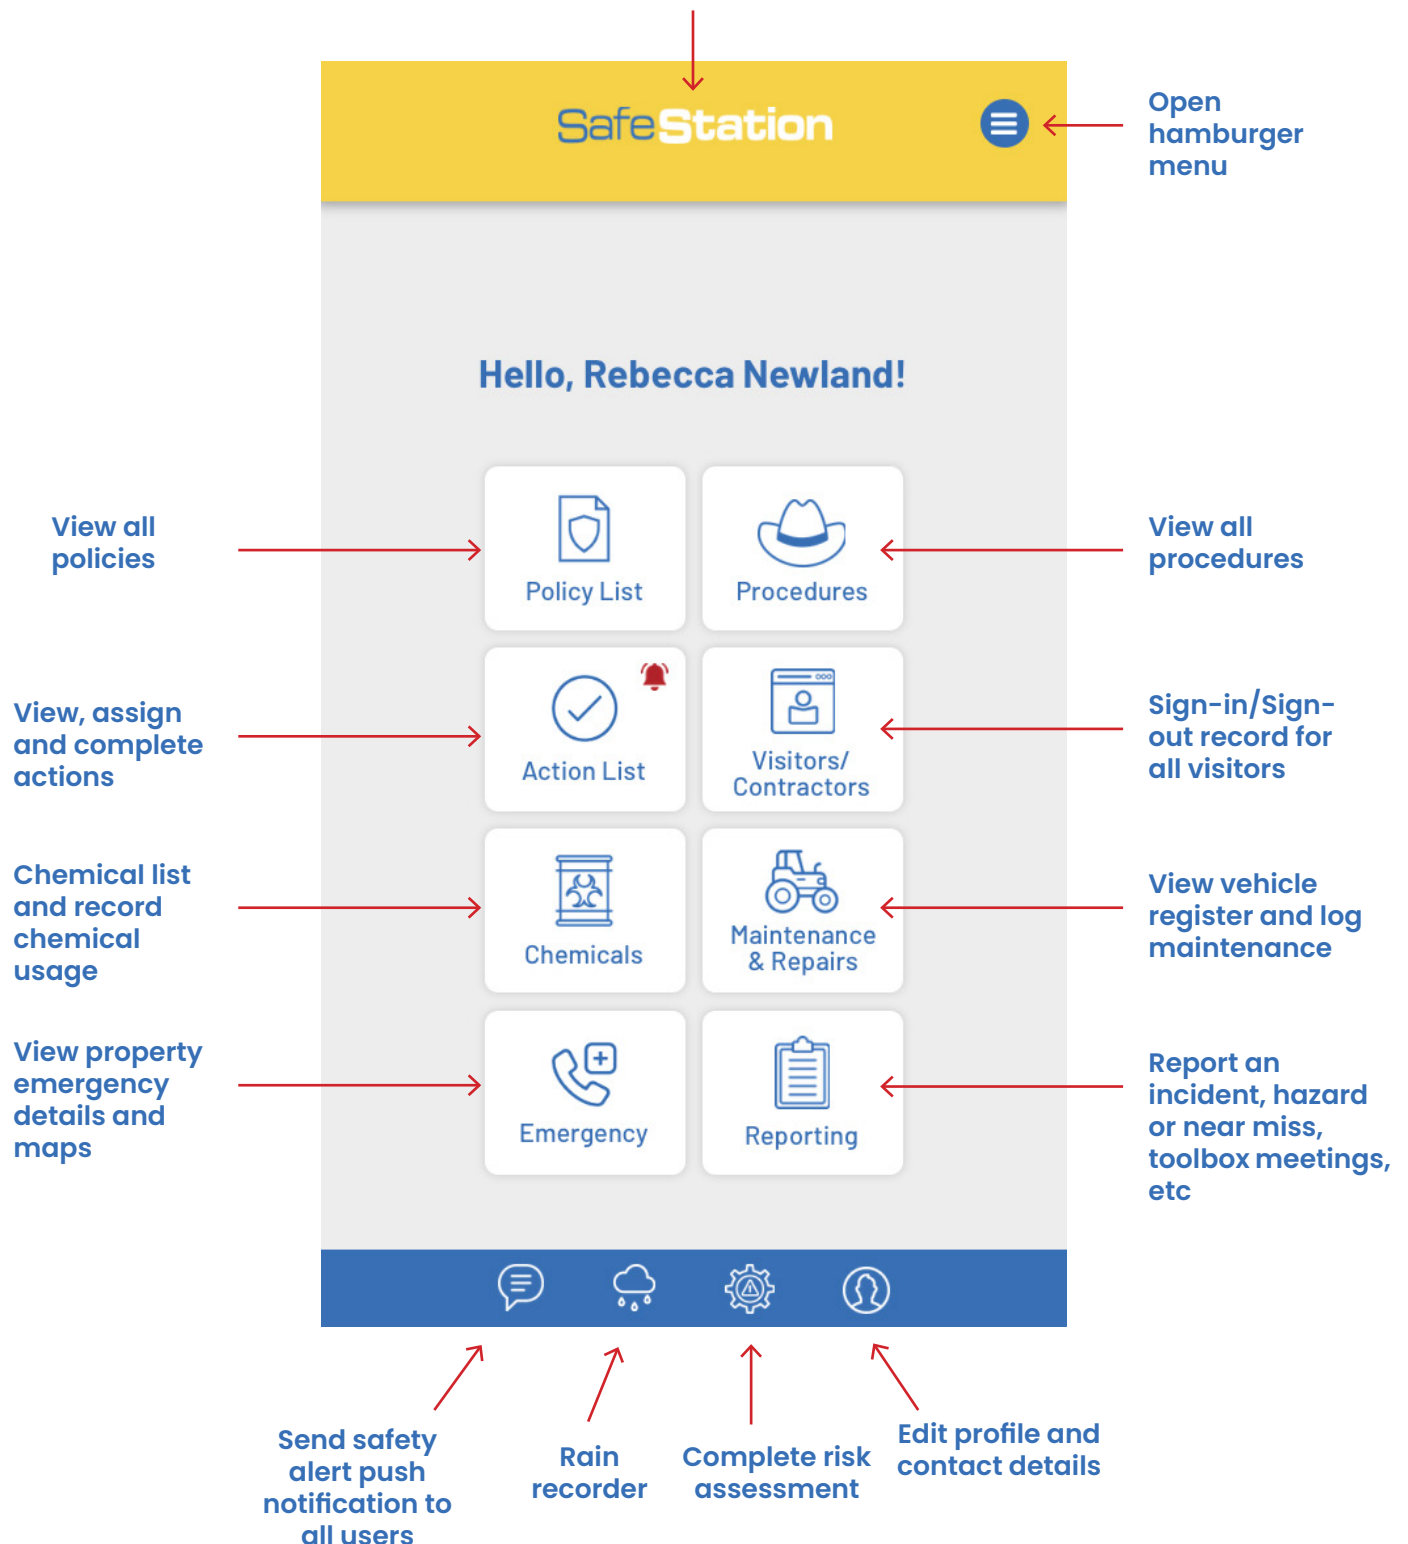 SafeStation
Open
hamburger
menu
Hello, Rebecca Newland!
View all
policies
Policy List
Procedures
View all
procedures
View, assign
and complete
actions
Action List
Visitors/
Contractors
Sign-in/Sign-
out record for
all visitors
Chemical list
and record
chemical
usage
Chemicals
Maintenance
& Repairs
View vehicle
register and log
maintenance
View property
emergency
details and
maps
Emergency
Reporting
Report an
incident, hazard
or near miss,
toolbox meetings,
etc
Send safety
alert push
notification to
all users
Rain
recorder
Complete risk
assessment
Edit profile and
contact details